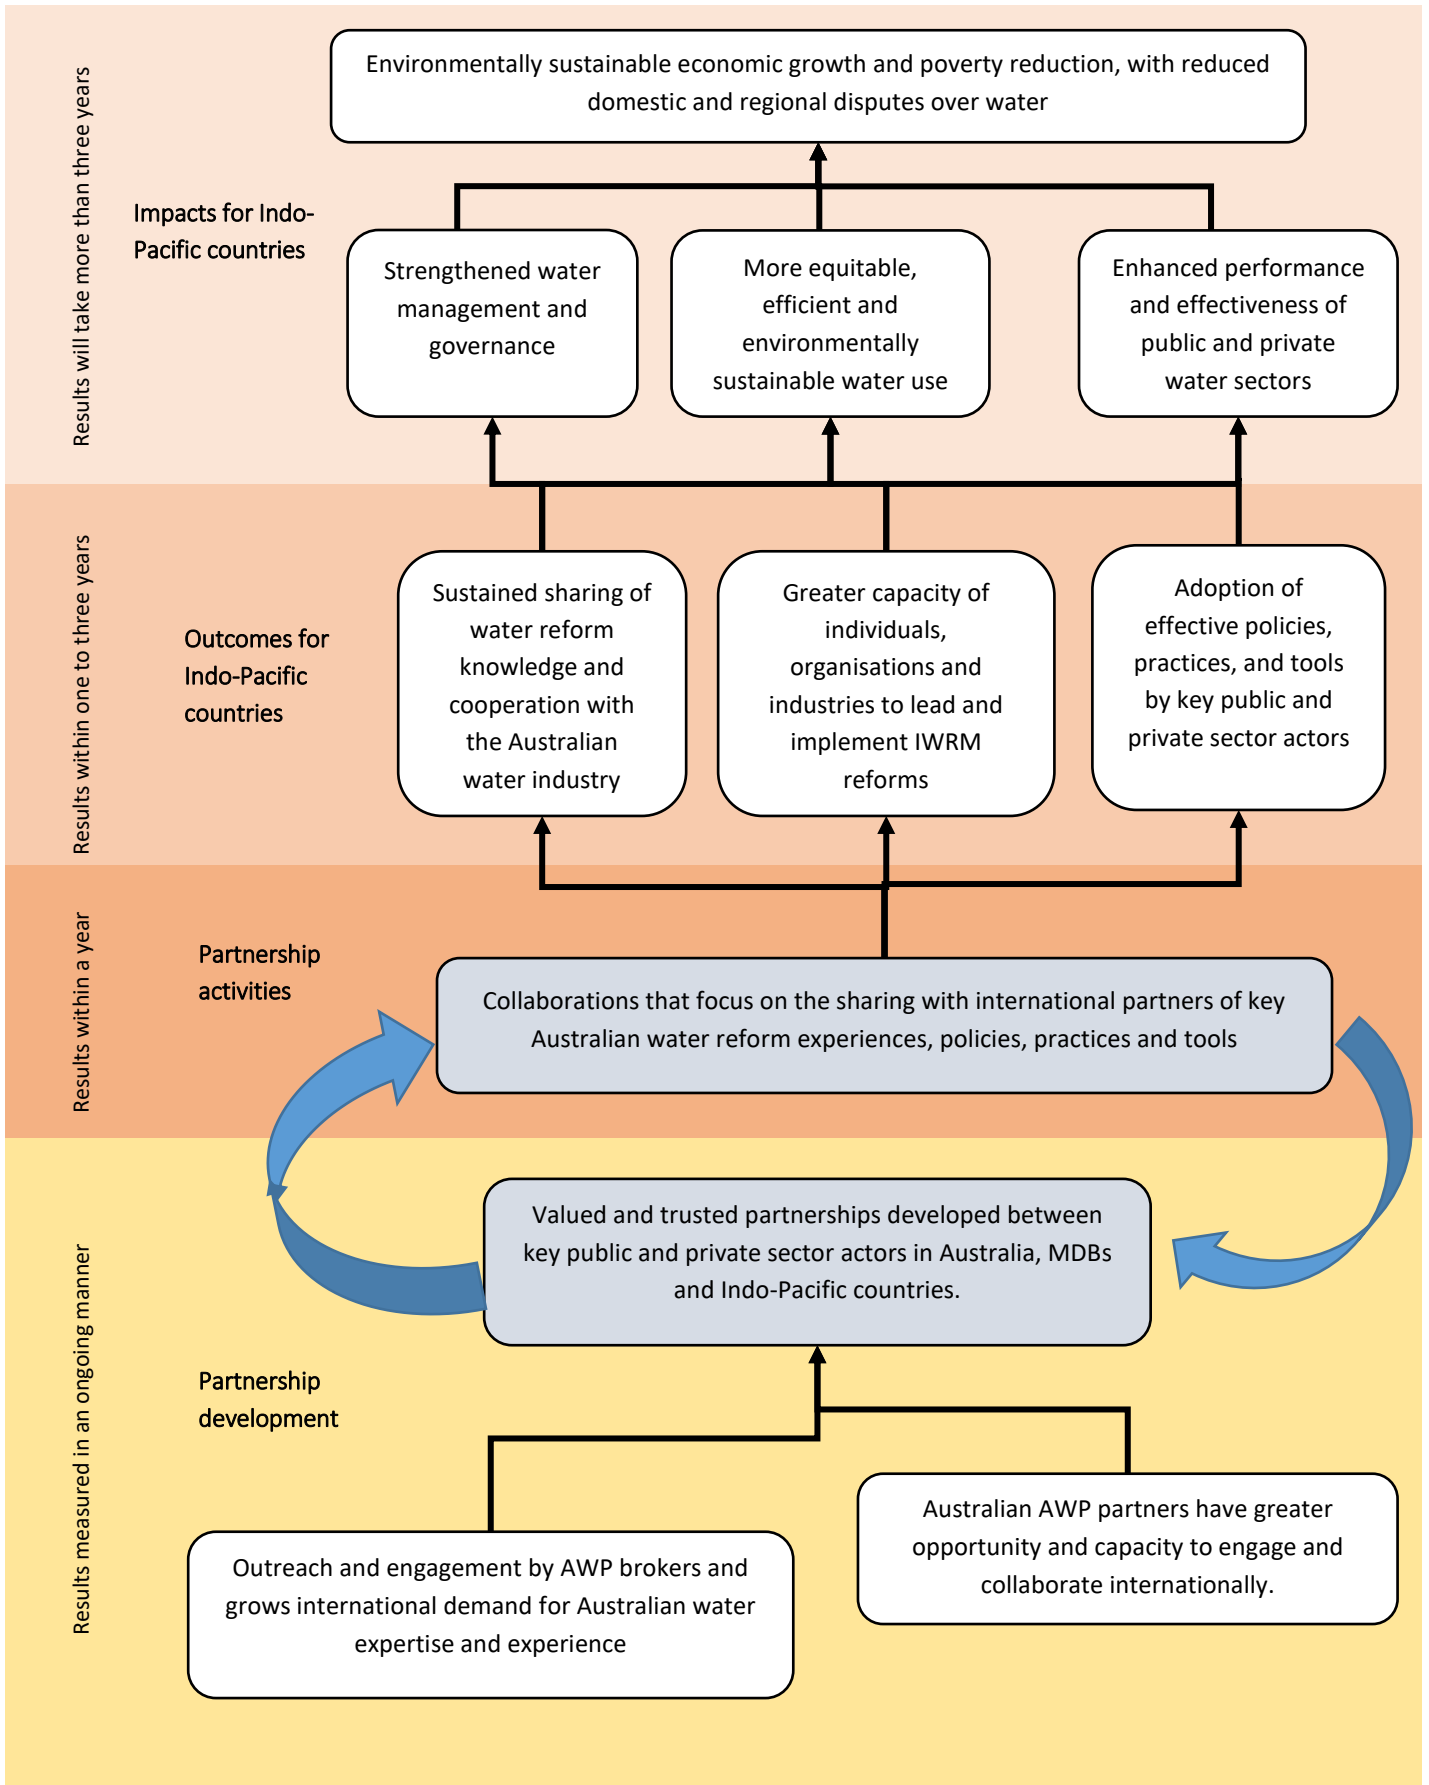 Environmentally sustainable economic growth and poverty reduction, with reduced
domestic and regional disputes over water
Results will take more than three years
Impacts for Indo-
Pacific countries
Strengthened water
management and
governance
More equitable,
efficient and
environmentally
sustainable water use
Enhanced performance
and effectiveness of
public and private
water sectors
Results within one to three years
Outcomes for
Indo-Pacific
countries
Sustained sharing of
water reform
knowledge and
cooperation with
the Australian
water industry
Greater capacity of
individuals,
organisations and
industries to lead and
implement IWRM
reforms
Adoption of
effective policies,
practices, and tools
by key public and
private sector actors
Results within a year
Partnership
activities
Collaborations that focus on the sharing with international partners of key
Australian water reform experiences, policies, practices and tools
Results measured in an ongoing manner
Valued and trusted partnerships developed between
key public and private sector actors in Australia, MDBs
and Indo-Pacific countries.
Partnership
development
Outreach and engagement by AWP brokers and
grows international demand for Australian water
expertise and experience
Australian AWP partners have greater
opportunity and capacity to engage and
collaborate internationally.